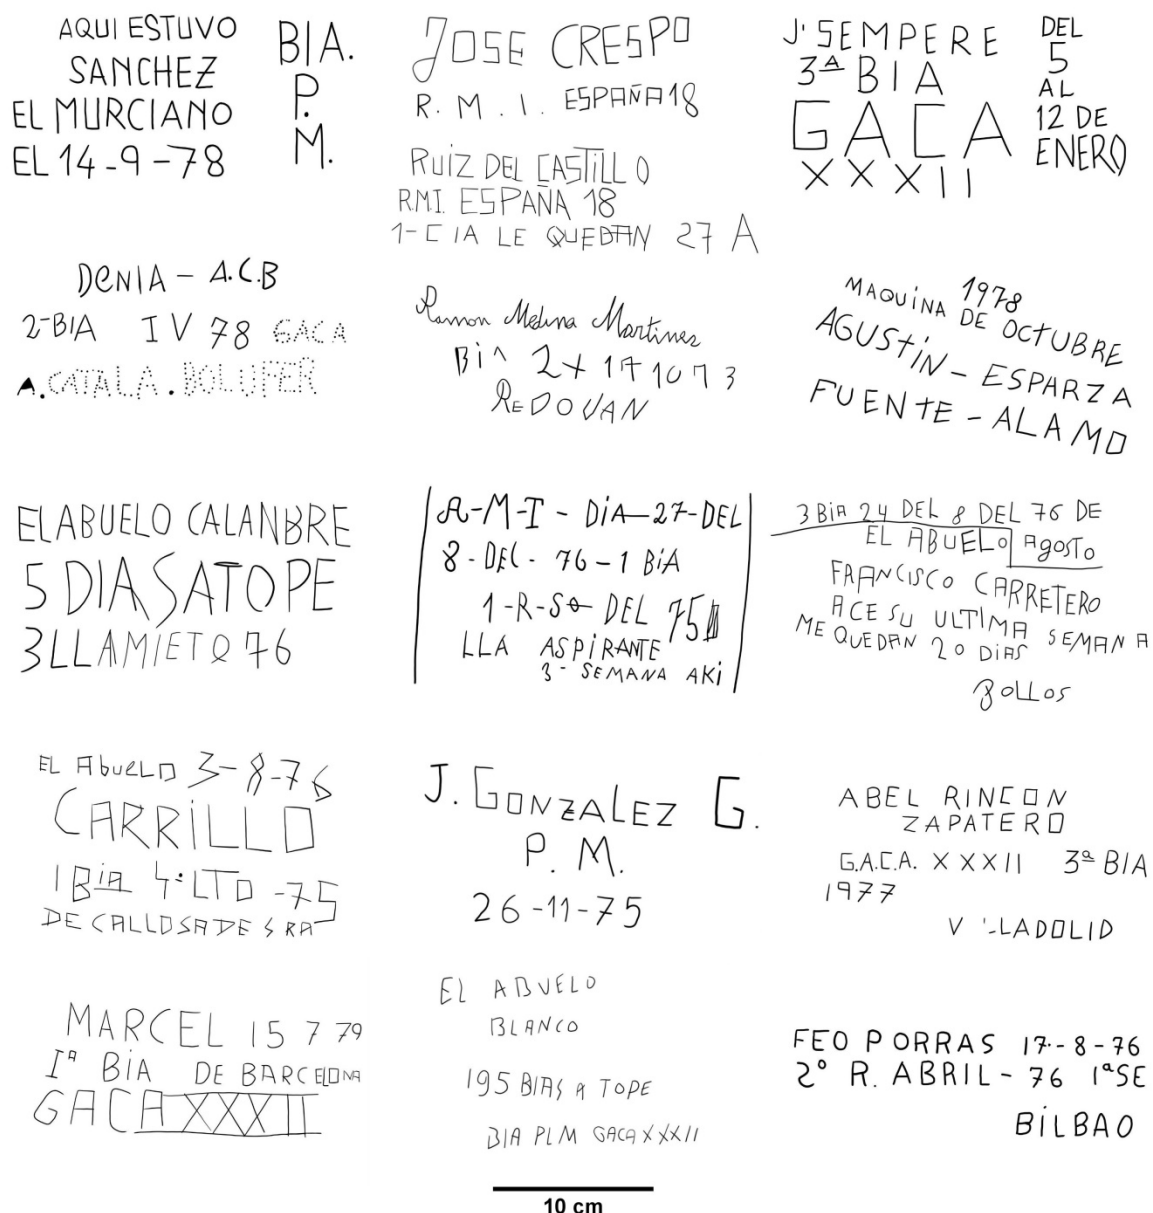 AQUI ESTUVO
SANCHEZ
EL MURCIANO
EL 14-9-78
BIA.
P.
M.
JOSE CRESPO
R. M. I. ESPAÑA 18
RUIZ DEL CASTILLO
R.M.I. ESPAÑA 18
1- CIA LE QUEDAN 27 A
J. SEMPERE
3ª BIA
GACA
XXXII
DEL
5
AL
12 DE
ENERO
DENIA - A.C.B
2-BIA IV 78 GACA
A. CATALA. BOLUFER
Ramon Medina Martinez
BIA 2
REDOVAN
1978
MAQUINA DE OCTUBRE
AGUSTIN - ESPARZA
FUENTE - ALAMO
EL ABUELO CALANBRE
5 DIAS A TOPE
3 LLAMIETO 76
A-M-T - DiA-27-DEL
8-DEL-76-1 BiA
1-R-So DEL 75
LLA ASPiRANTE
3- SEMANA AKi
3 BiA 24 DEL 8 DEL 76 DE
EL ABUELO Agosto
FRANCISCO CARRETERO
ACE SU ULTIMA SEMANA
ME QUEDAN 20 DiAS
BOLLOS
EL AbuELO 3-8-76
CARRiLLO
1 Bia 4º LTO -75
DE CALLOSA DE SRA
J. GONZALEZ G.
P. M.
26-11-75
ABEL RINCON
ZAPATERO
G.A.C.A. XXXII 3ª BIA
1977
V LLADOLID
MARCEL 15 7 79
Iª BiA DE BARCELONA
GACA XXXII
EL ABUELO
BLANCO
195 BIAS A TOPE
BIA PLM GACA XXXII
FEO PORRAS 17-8-76
2º R. ABRIL - 76 1ª SE
BiLBAO
10 cm